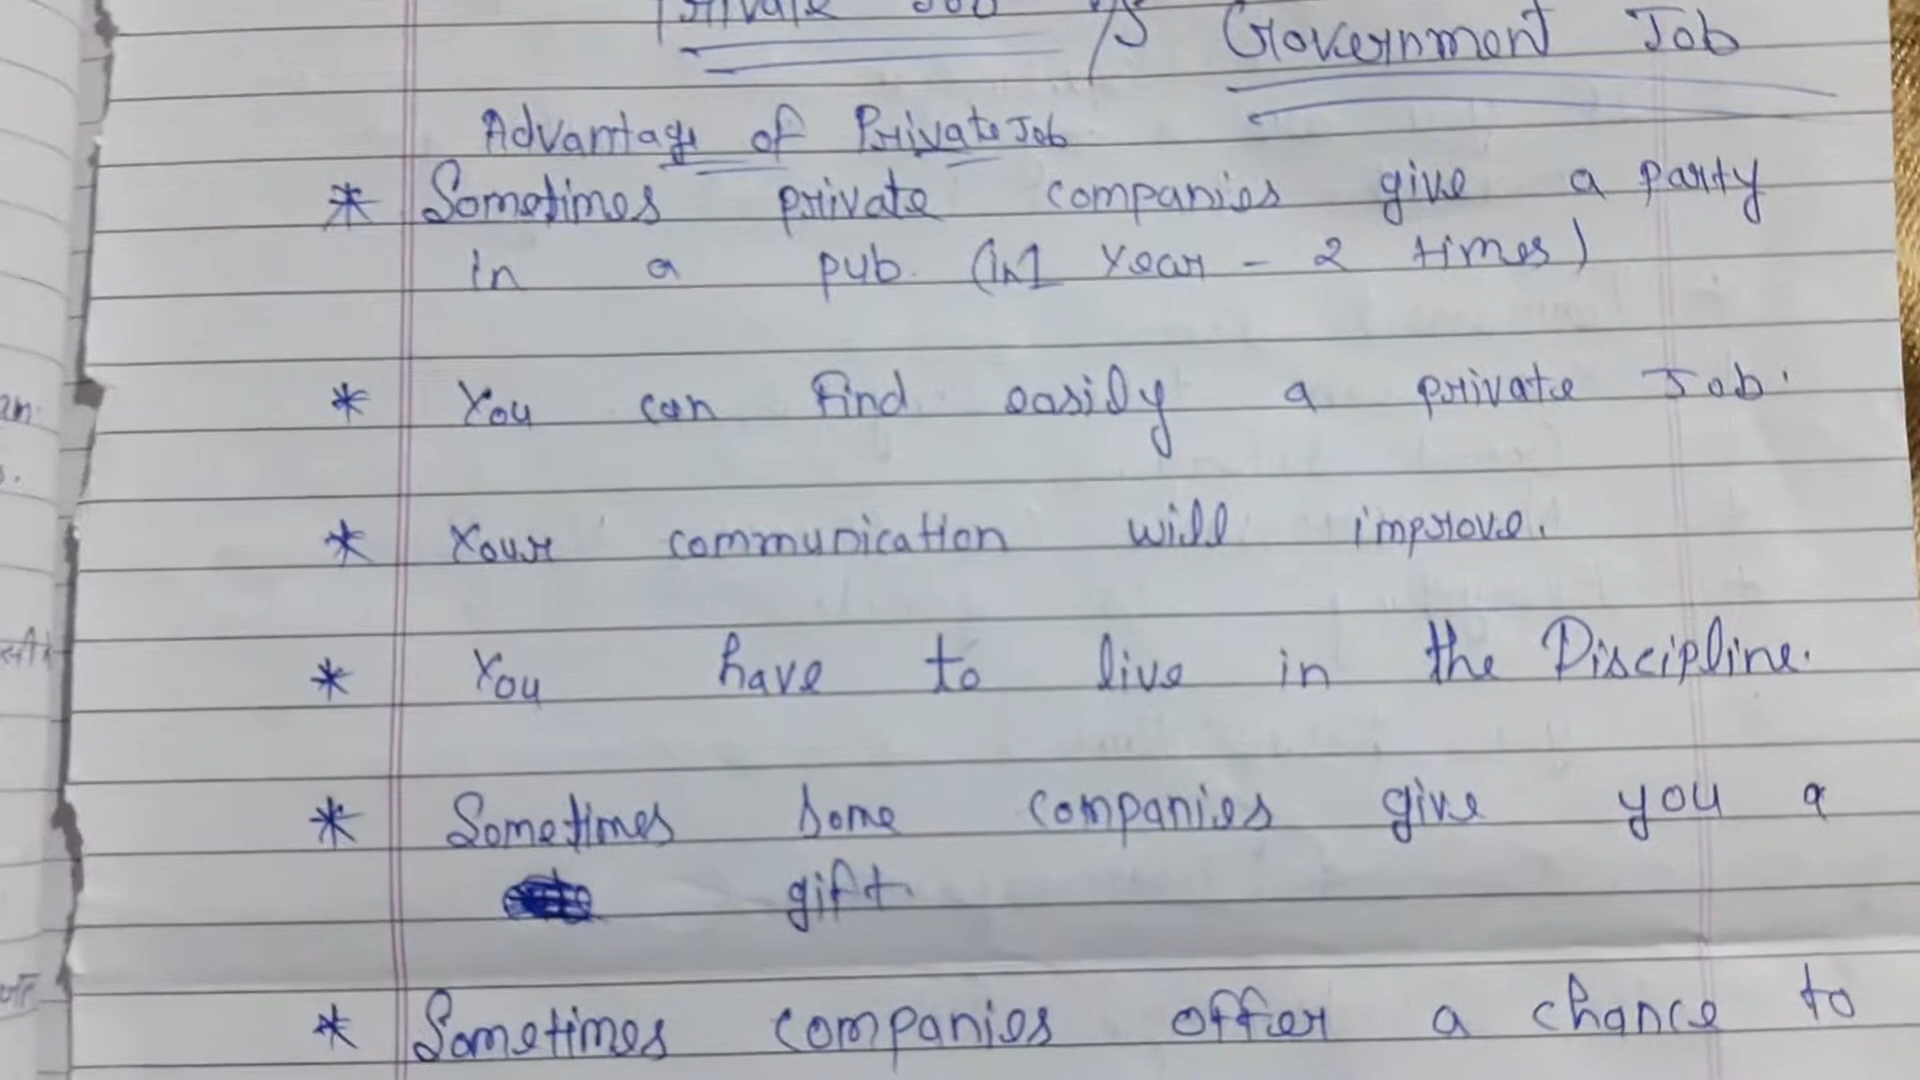 Private Job v/s Government Job
Advantage of Private Job
* Sometimes private companies give a party
in a pub. (in 1 Year - 2 times)
* You can find easily a private Job.
* Your communication will improve.
* You have to live in the Discipline.
* Sometimes some companies give you a
gift.
* Sometimes companies offer a chance to